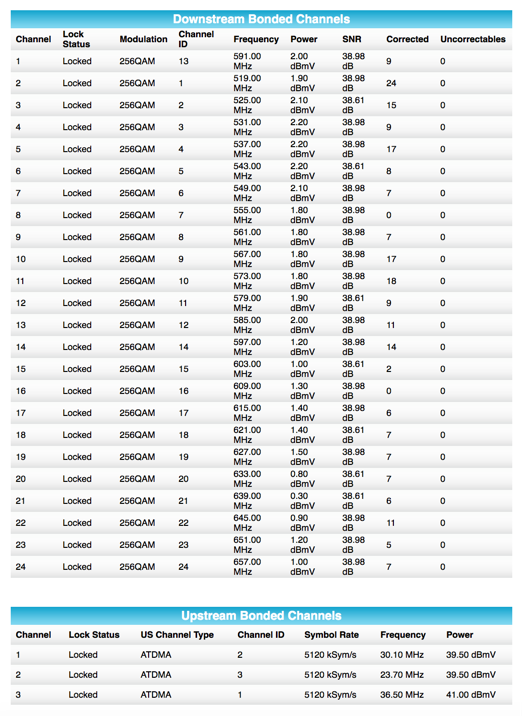 Downstream Bonded Channels
Channel Lock Status Modulation Channel ID Frequency Power SNR Corrected Uncorrectables
1 Locked 256QAM 13 591.00 MHz 2.00 dBmV 38.98 dB 9 0
2 Locked 256QAM 1 519.00 MHz 1.90 dBmV 38.98 dB 24 0
3 Locked 256QAM 2 525.00 MHz 2.10 dBmV 38.61 dB 15 0
4 Locked 256QAM 3 531.00 MHz 2.20 dBmV 38.98 dB 9 0
5 Locked 256QAM 4 537.00 MHz 2.20 dBmV 38.98 dB 17 0
6 Locked 256QAM 5 543.00 MHz 2.20 dBmV 38.61 dB 8 0
7 Locked 256QAM 6 549.00 MHz 2.10 dBmV 38.98 dB 7 0
8 Locked 256QAM 7 555.00 MHz 1.80 dBmV 38.98 dB 0 0
9 Locked 256QAM 8 561.00 MHz 1.80 dBmV 38.98 dB 7 0
10 Locked 256QAM 9 567.00 MHz 1.80 dBmV 38.98 dB 17 0
11 Locked 256QAM 10 573.00 MHz 1.80 dBmV 38.98 dB 18 0
12 Locked 256QAM 11 579.00 MHz 1.90 dBmV 38.61 dB 9 0
13 Locked 256QAM 12 585.00 MHz 2.00 dBmV 38.98 dB 11 0
14 Locked 256QAM 14 597.00 MHz 1.20 dBmV 38.98 dB 14 0
15 Locked 256QAM 15 603.00 MHz 1.00 dBmV 38.61 dB 2 0
16 Locked 256QAM 16 609.00 MHz 1.30 dBmV 38.98 dB 0 0
17 Locked 256QAM 17 615.00 MHz 1.40 dBmV 38.98 dB 6 0
18 Locked 256QAM 18 621.00 MHz 1.40 dBmV 38.61 dB 7 0
19 Locked 256QAM 19 627.00 MHz 1.50 dBmV 38.98 dB 7 0
20 Locked 256QAM 20 633.00 MHz 0.80 dBmV 38.61 dB 7 0
21 Locked 256QAM 21 639.00 MHz 0.30 dBmV 38.61 dB 6 0
22 Locked 256QAM 22 645.00 MHz 0.90 dBmV 38.98 dB 11 0
23 Locked 256QAM 23 651.00 MHz 1.20 dBmV 38.98 dB 5 0
24 Locked 256QAM 24 657.00 MHz 1.00 dBmV 38.98 dB 7 0
Upstream Bonded Channels
Channel Lock Status US Channel Type Channel ID Symbol Rate Frequency Power
1 Locked ATDMA 2 5120 kSym/s 30.10 MHz 39.50 dBmV
2 Locked ATDMA 3 5120 kSym/s 23.70 MHz 39.50 dBmV
3 Locked ATDMA 1 5120 kSym/s 36.50 MHz 41.00 dBmV